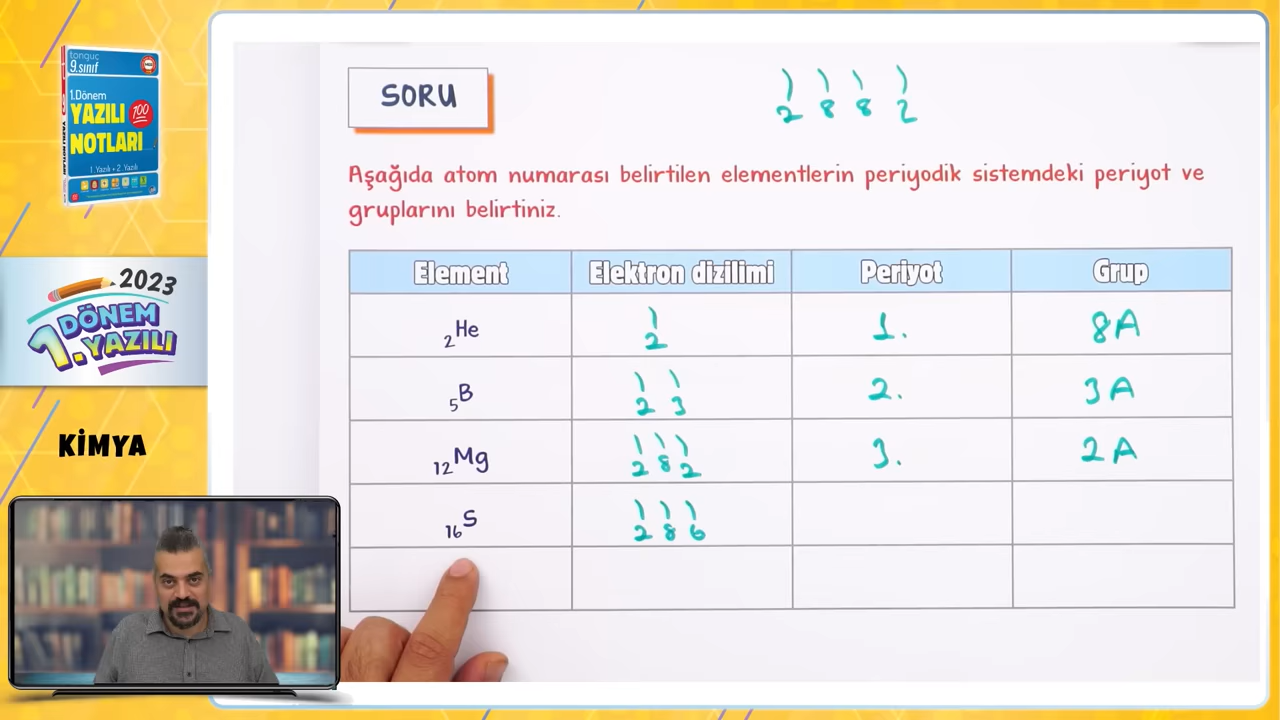 tonguç
9.sınıf
1.Dönem
YAZILI
100
NOTLARI
1.Yazılı • 2.Yazılı
YAZILI NOTLARI
2023
1. DÖNEM
YAZILI
KİMYA
SORU
2 8 8 2
Aşağıda atom numarası belirtilen elementlerin periyodik sistemdeki periyot ve
gruplarını belirtiniz.
Element Elektron dizilimi Periyot Grup
₂He 2 1. 8A
₅B 2 3 2. 3A
₁₂Mg 2 8 2 3. 2A
₁₆S 2 8 6